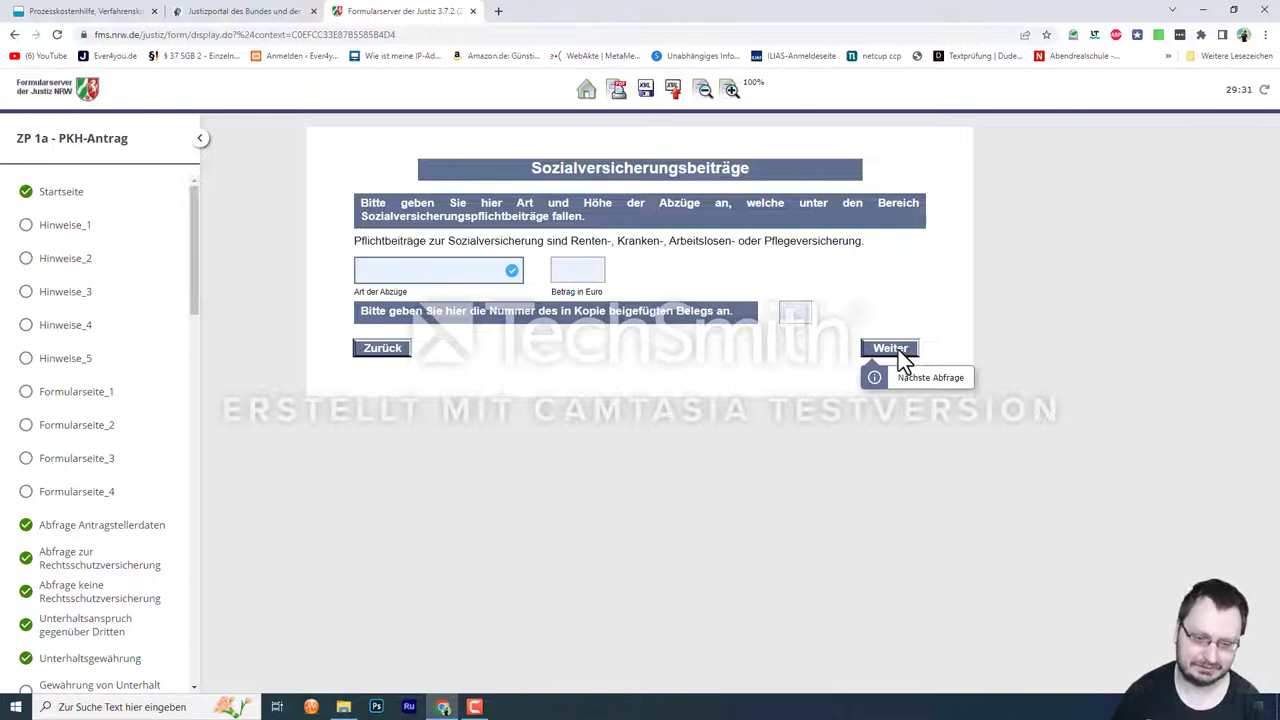 Prozesskostenhilfe, Verfahrensko
Justizportal des Bundes und der
Formularserver der Justiz 3.7.2 (
fms.nrw.de/justiz/form/display.do?%24context=C0EFCC33E87B5585B4D4
(6) YouTube
Ever4you.de
§ 37 SGB 2 – Einzeln...
Anmelden ‹ Ever4y...
Wie ist meine IP-Ad...
Amazon.de: Günsti...
WebAkte | MetaMe...
Unabhängiges Info...
ILIAS-Anmeldeseite
netcup ccp
Textprüfung | Dude...
Abendrealschule –...
Weitere Lesezeichen
Formularserver
der Justiz NRW
100%
29:31
ZP 1a - PKH-Antrag
Startseite
Hinweise_1
Hinweise_2
Hinweise_3
Hinweise_4
Hinweise_5
Formularseite_1
Formularseite_2
Formularseite_3
Formularseite_4
Abfrage Antragstellerdaten
Abfrage zur
Rechtsschutzversicherung
Abfrage keine
Rechtsschutzversicherung
Unterhaltsanspruch
gegenüber Dritten
Unterhaltsgewährung
Gewährung von Unterhalt
Sozialversicherungsbeiträge
Bitte geben Sie hier Art und Höhe der Abzüge an, welche unter den Bereich
Sozialversicherungspflichtbeiträge fallen.
Pflichtbeiträge zur Sozialversicherung sind Renten-, Kranken-, Arbeitslosen- oder Pflegeversicherung.
Art der Abzüge
Betrag in Euro
Bitte geben Sie hier die Nummer des in Kopie beigefügten Belegs an.
Zurück
Weiter
Nächste Abfrage
TechSmith®
ERSTELLT MIT CAMTASIA TESTVERSION
Zur Suche Text hier eingeben
Ps
Ru